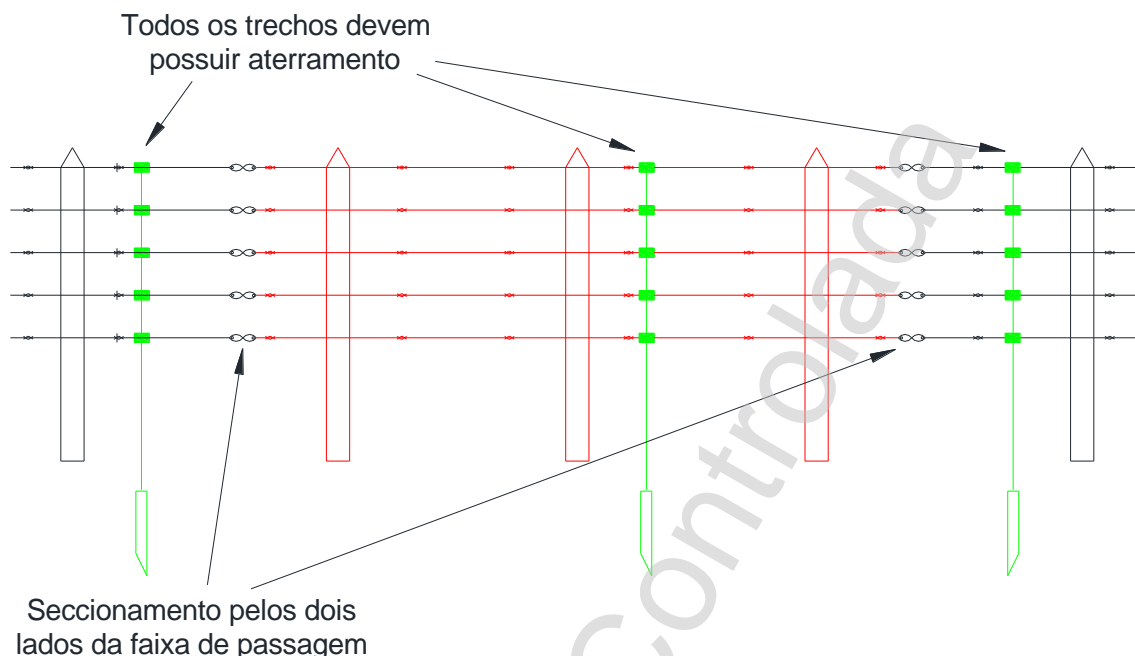 Todos os trechos devem
possuir aterramento
Controlada
Seccionamento pelos dois
lados da faixa de passagem